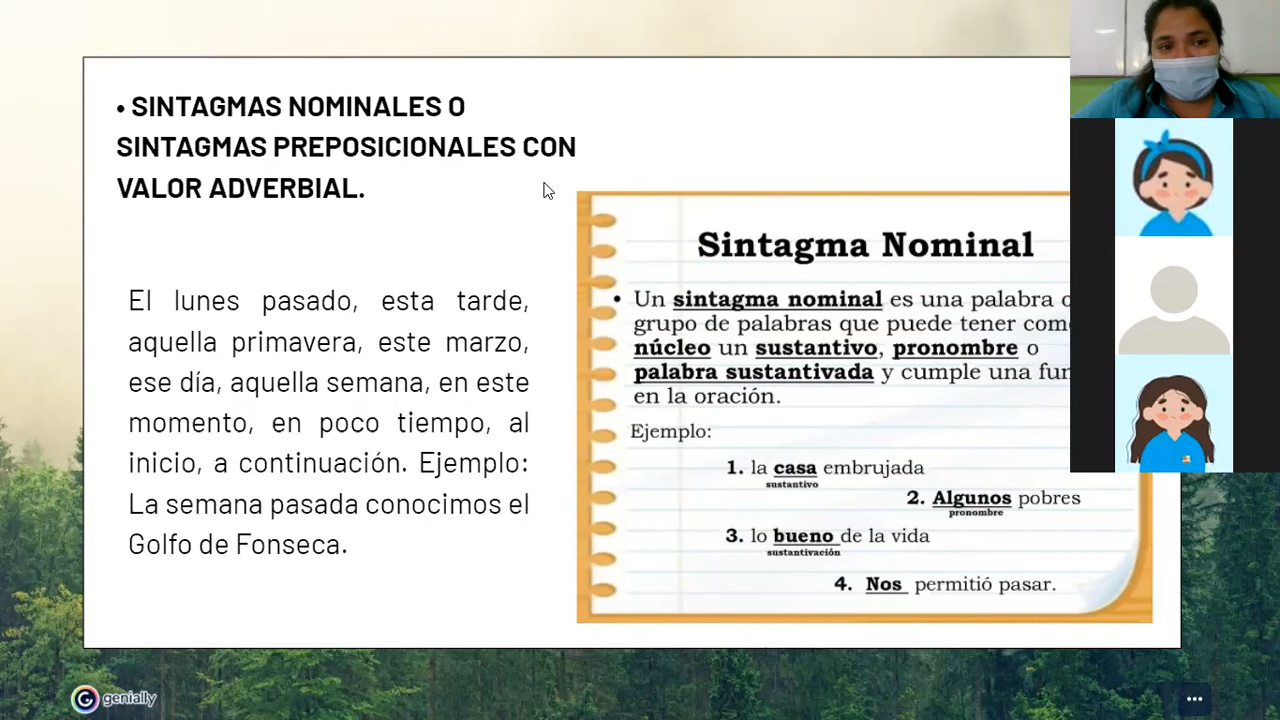 • SINTAGMAS NOMINALES O
SINTAGMAS PREPOSICIONALES CON
VALOR ADVERBIAL.
El lunes pasado, esta tarde,
aquella primavera, este marzo,
ese día, aquella semana, en este
momento, en poco tiempo, al
inicio, a continuación. Ejemplo:
La semana pasada conocimos el
Golfo de Fonseca.
Sintagma Nominal
• Un sintagma nominal es una palabra
grupo de palabras que puede tener
núcleo un sustantivo, pronombre o
palabra sustantivada y cumple una
en la oración.
Ejemplo:
1. la casa embrujada
sustantivo
2. Algunos pobres
pronombre
3. lo bueno de la vida
sustantivación
4. Nos permitió pasar.
genially